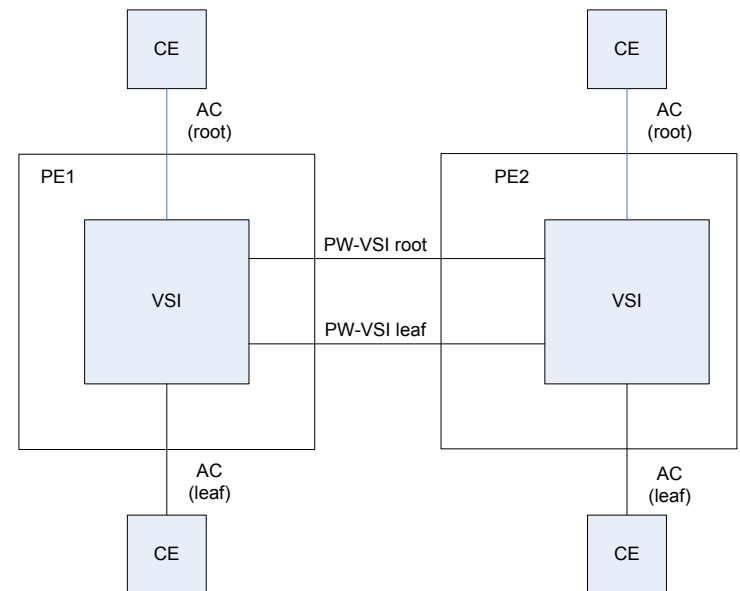 CE
CE
AC
(root)
AC
(root)
PE1
PE2
PW-VSI root
VSI
VSI
PW-VSI leaf
AC
(leaf)
AC
(leaf)
CE
CE